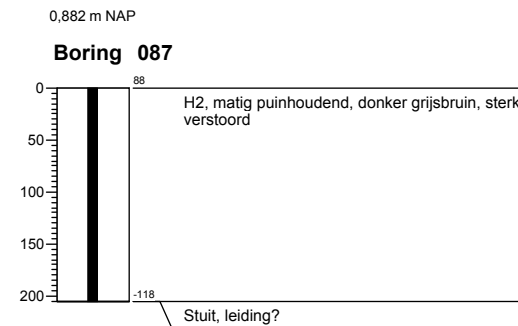 0,882 m NAP
Boring 087
0
88
H2, matig puinhoudend, donker grijsbruin, sterk
verstoord
50
100
150
200
-118
Stuit, leiding?